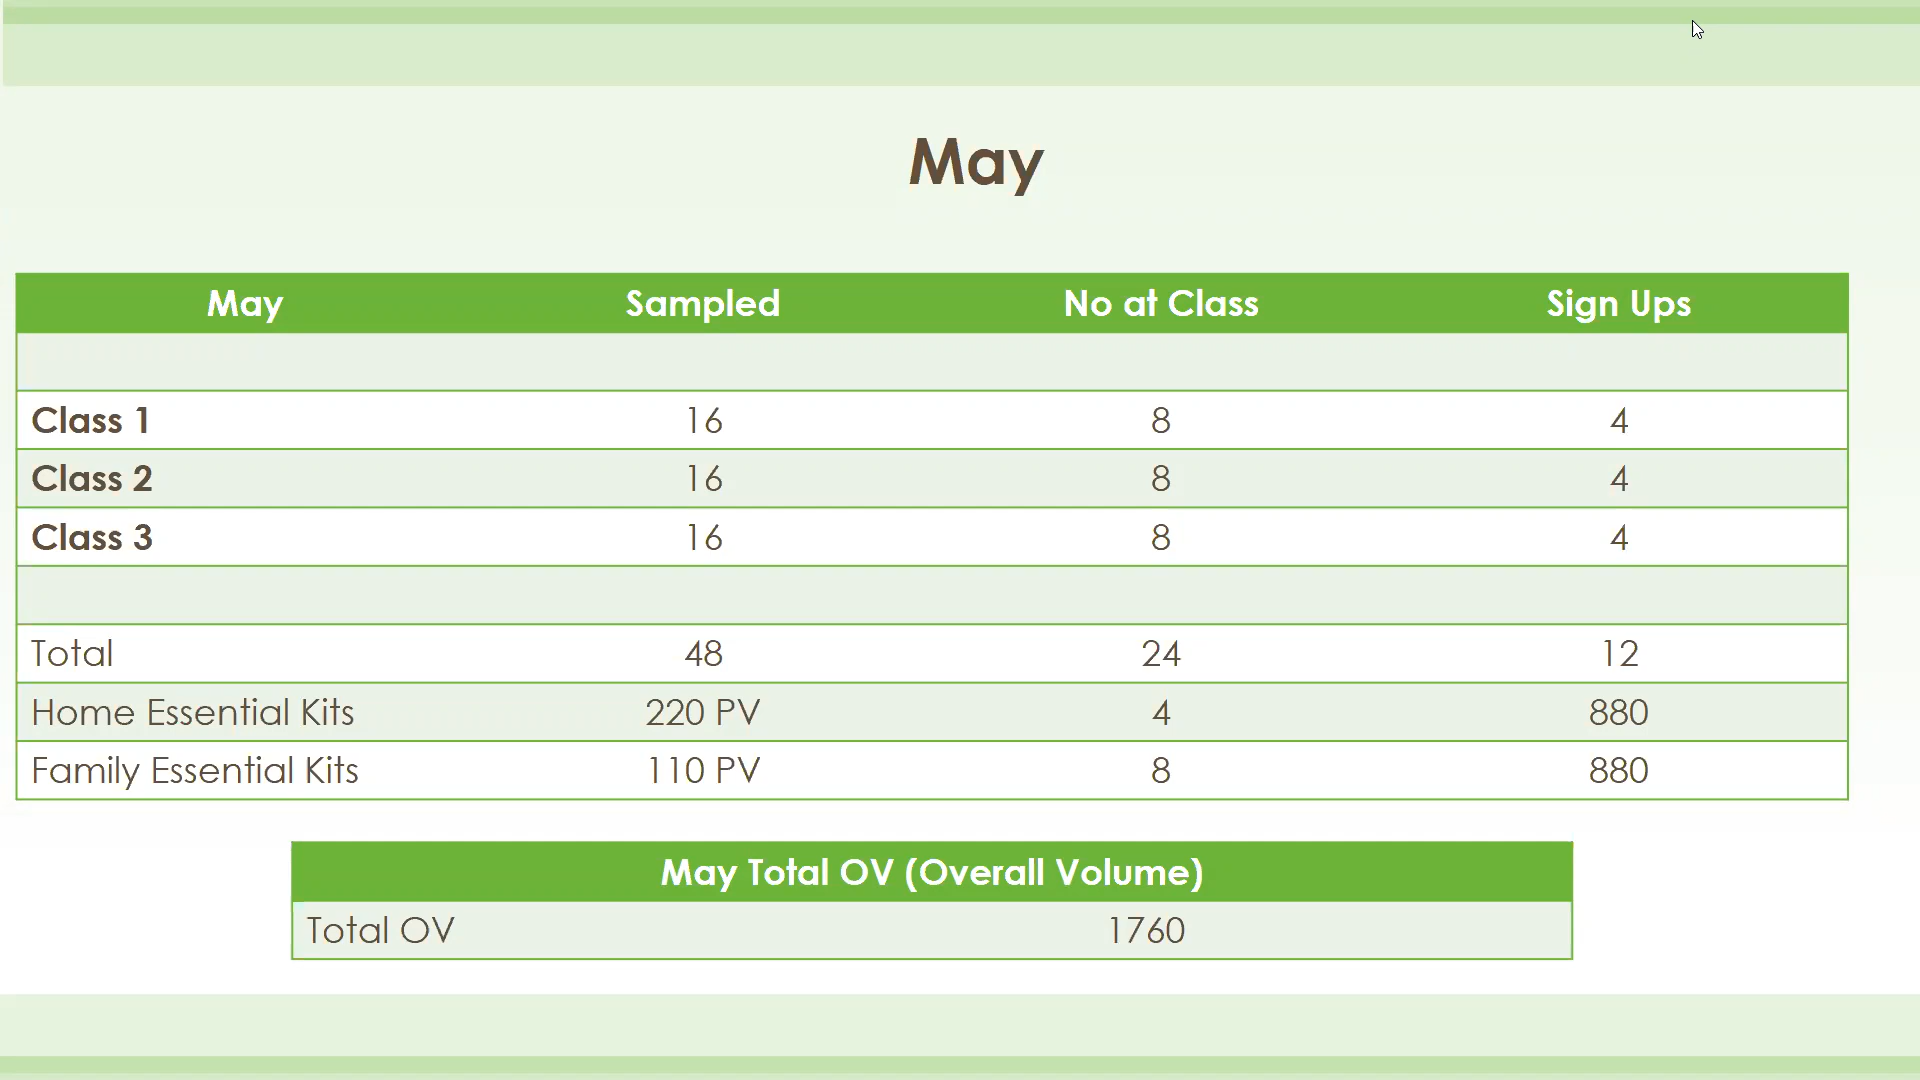 May
May Sampled No at Class Sign Ups
Class 1 16 8 4
Class 2 16 8 4
Class 3 16 8 4
Total 48 24 12
Home Essential Kits 220 PV 4 880
Family Essential Kits 110 PV 8 880
May Total OV (Overall Volume)
Total OV 1760